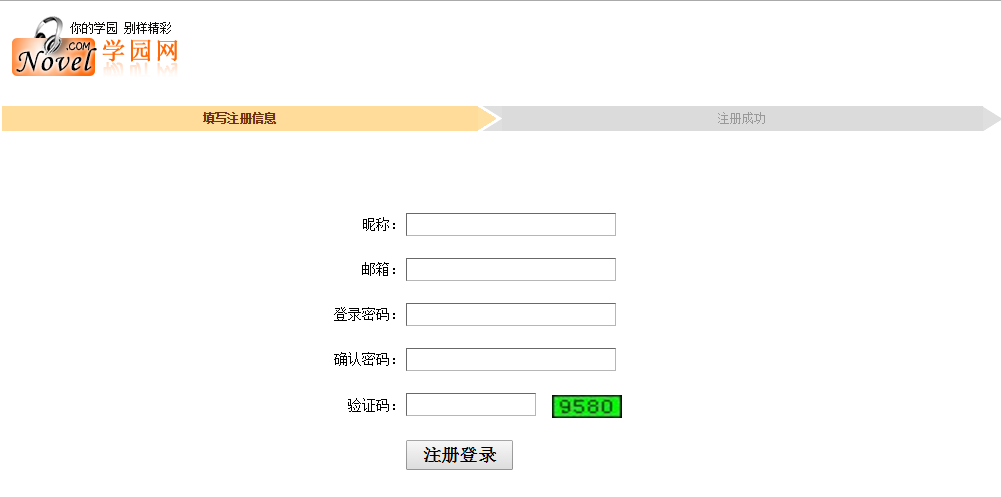 你的学园 别样精彩
Novel.COM 学园网
填写注册信息
注册成功
昵称：
邮箱：
登录密码：
确认密码：
验证码：
9580
注册登录